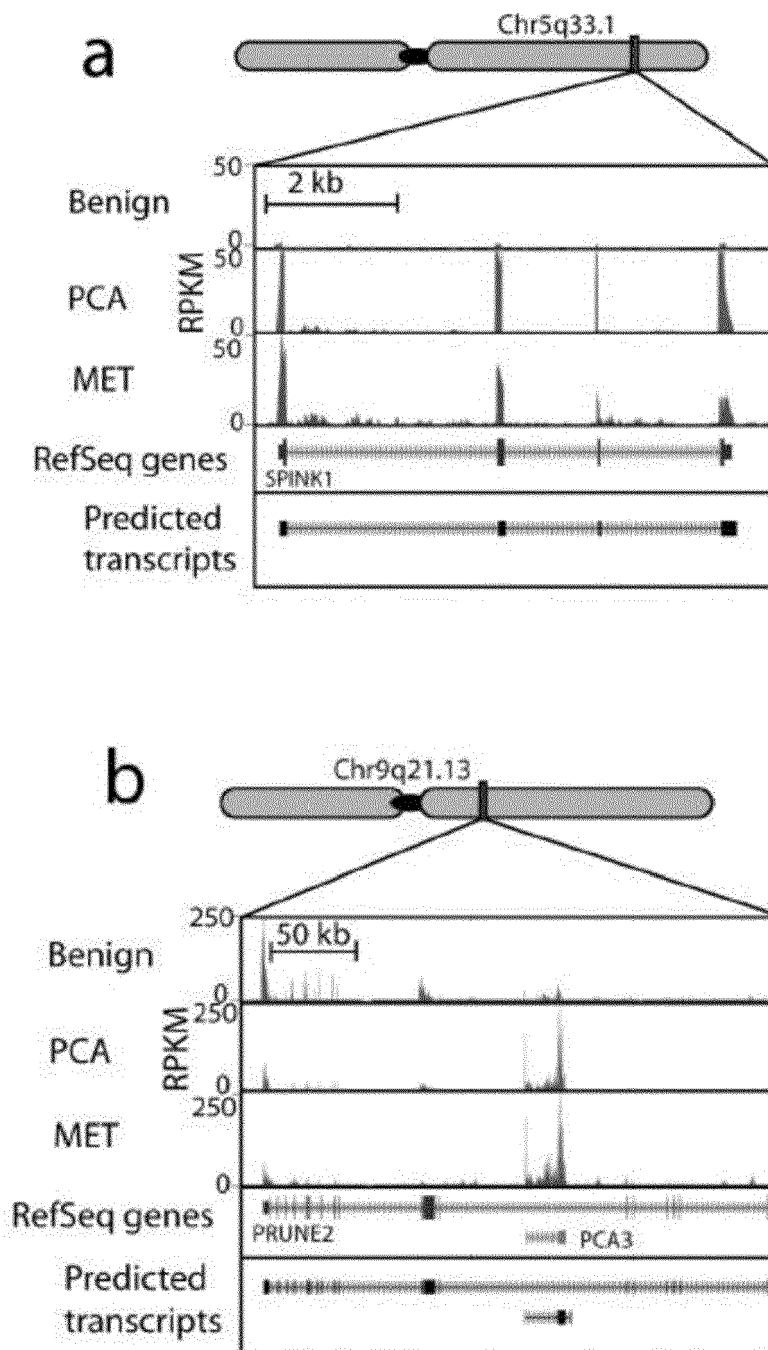 a
Chr5q33.1
50
2 kb
Benign
0
50
PCA
RPKM
0
50
MET
0
RefSeq genes
SPINK1
Predicted
transcripts
b
Chr9q21.13
250
50 kb
Benign
0
250
PCA
RPKM
0
250
MET
0
RefSeq genes
PRUNE2
PCA3
Predicted
transcripts